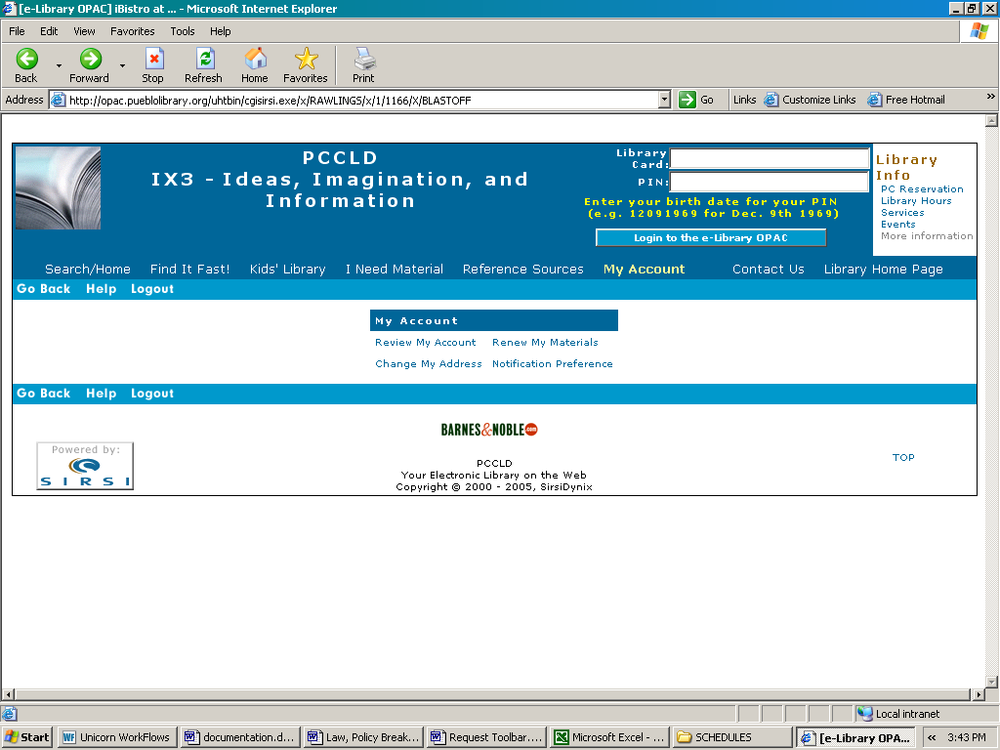 [e-Library OPAC] iBistro at ... - Microsoft Internet Explorer
File Edit View Favorites Tools Help
Back Forward Stop Refresh Home Favorites Print
Address http://opac.pueblolibrary.org/uhtbin/cgisirsi.exe/x/RAWLINGS/x/1/1166/X/BLASTOFF Go Links Customize Links Free Hotmail »
PCCLD
IX3 - Ideas, Imagination, and
Information
Library
Card:
PIN:
Enter your birth date for your PIN
(e.g. 12091969 for Dec. 9th 1969)
Login to the e-Library OPAC
Library
Info
PC Reservation
Library Hours
Services
Events
More information
Search/Home Find It Fast! Kids' Library I Need Material Reference Sources My Account Contact Us Library Home Page
Go Back Help Logout
My Account
Review My Account Renew My Materials
Change My Address Notification Preference
Go Back Help Logout
BARNES&NOBLE.com
Powered by:
SIRSI
PCCLD
Your Electronic Library on the Web
Copyright © 2000 - 2005, SirsiDynix
TOP
Local intranet
Start WF Unicorn WorkFlows documentation.d... Law, Policy Break... Request Toolbar.... Microsoft Excel - ... SCHEDULES [e-Library OPA... « 3:43 PM